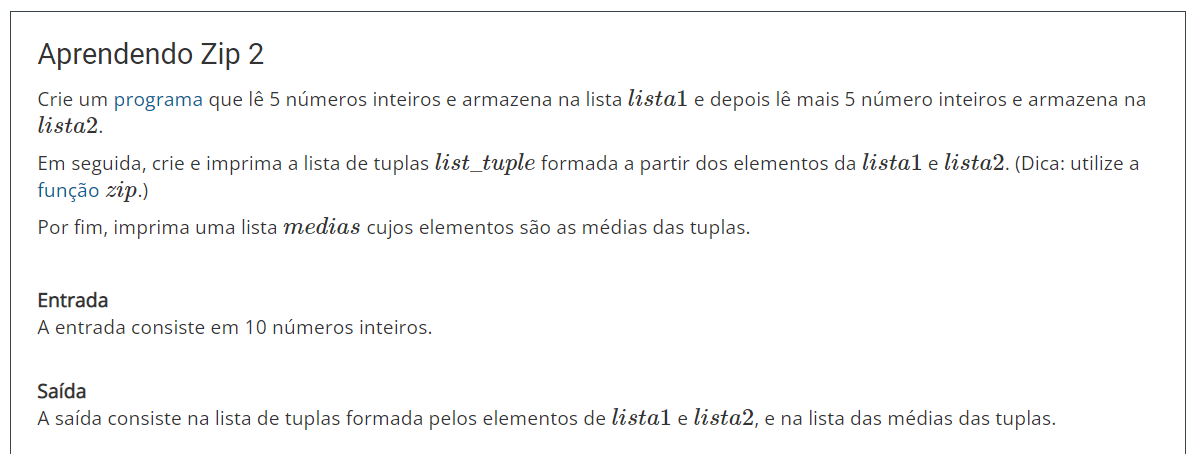 Aprendendo Zip 2
Crie um programa que lê 5 números inteiros e armazena na lista lista1 e depois lê mais 5 número inteiros e armazena na
lista2.
Em seguida, crie e imprima a lista de tuplas list_tuple formada a partir dos elementos da lista1 e lista2. (Dica: utilize a
função zip.)
Por fim, imprima uma lista medias cujos elementos são as médias das tuplas.
Entrada
A entrada consiste em 10 números inteiros.
Saída
A saída consiste na lista de tuplas formada pelos elementos de lista1 e lista2, e na lista das médias das tuplas.